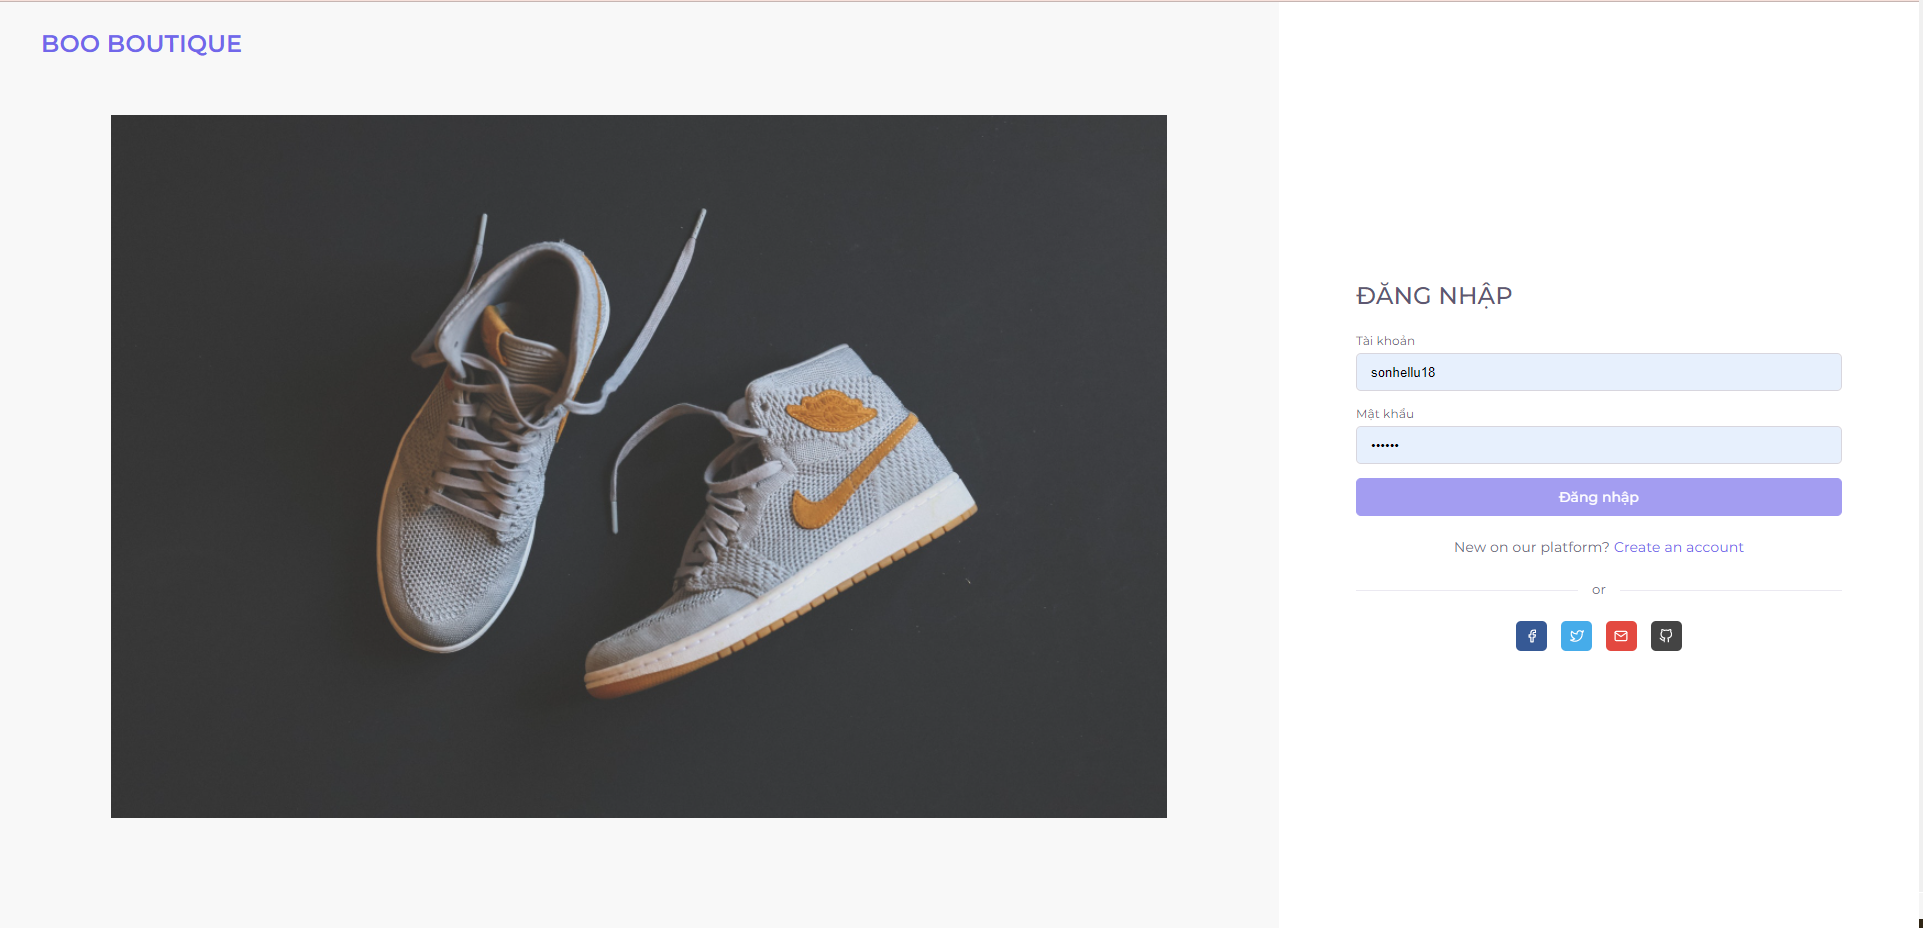 BOO BOUTIQUE
ĐĂNG NHẬP
Tài khoản
sonhellu18
Mật khẩu
••••••
Đăng nhập
New on our platform? Create an account
or